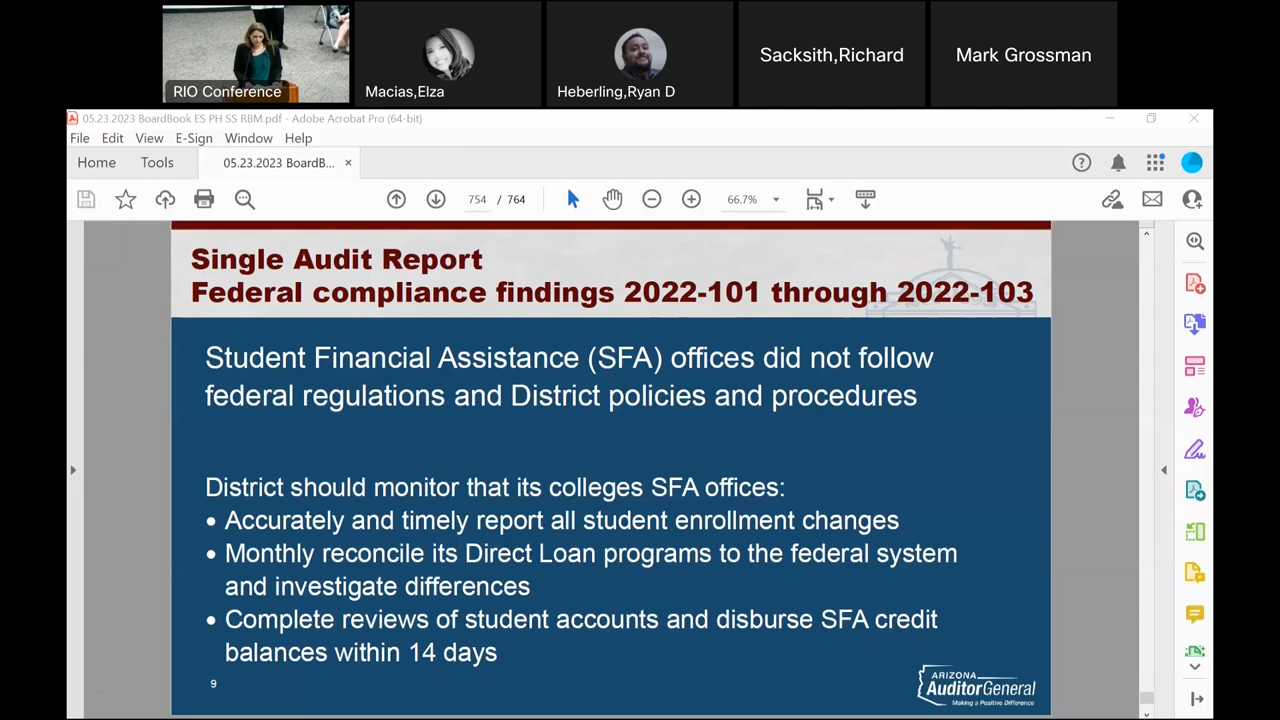 RIO Conference
Macias,Elza
Heberling,Ryan D
Sacksith,Richard
Mark Grossman
05.23.2023 BoardBook ES PH SS RBM.pdf - Adobe Acrobat Pro (64-bit)
File Edit View E-Sign Window Help
Home Tools 05.23.2023 BoardB... ×
754 / 764 66.7%
Single Audit Report
Federal compliance findings 2022-101 through 2022-103
Student Financial Assistance (SFA) offices did not follow
federal regulations and District policies and procedures
District should monitor that its colleges SFA offices:
• Accurately and timely report all student enrollment changes
• Monthly reconcile its Direct Loan programs to the federal system
and investigate differences
• Complete reviews of student accounts and disburse SFA credit
balances within 14 days
9
ARIZONA
AuditorGeneral
Making a Positive Difference